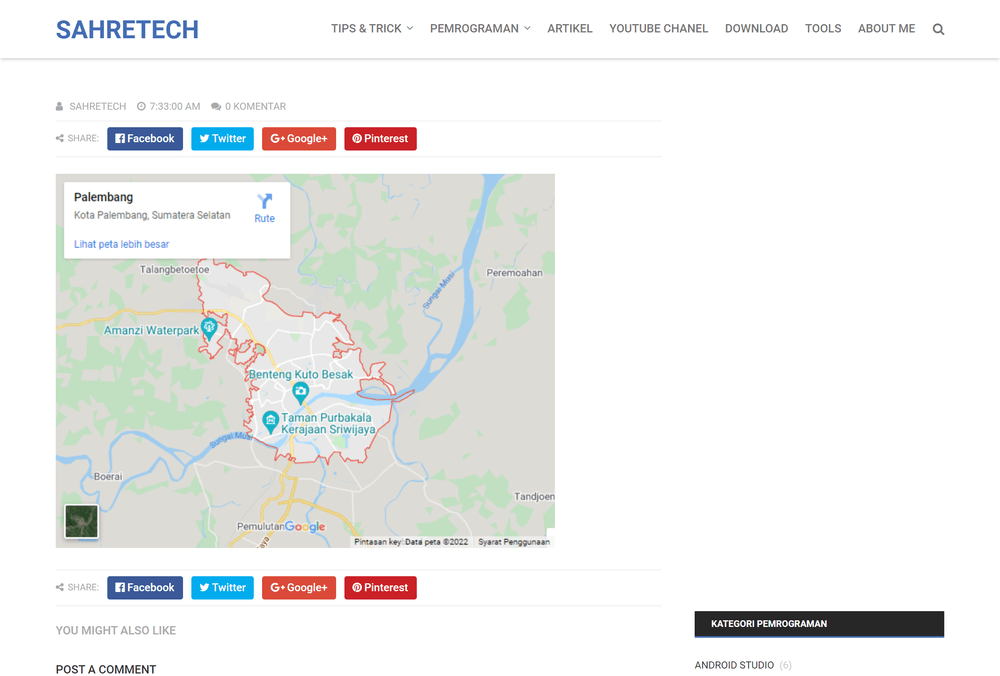 SAHRETECH
TIPS & TRICK PEMROGRAMAN ARTIKEL YOUTUBE CHANEL DOWNLOAD TOOLS ABOUT ME
SAHRETECH 7:33:00 AM 0 KOMENTAR
SHARE: Facebook Twitter Google+ Pinterest
Palembang
Kota Palembang, Sumatera Selatan
Rute
Lihat peta lebih besar
Talangbetoetoe
Peremoahan
Sungai Musi
Amanzi Waterpark
Benteng Kuto Besak
Taman Purbakala
Kerajaan Sriwijaya
Sungai Musi
Boerai
Tandjoen
Pemulutan
Google
Pintasan key Data peta ©2022 Syarat Penggunaan
SHARE: Facebook Twitter Google+ Pinterest
KATEGORI PEMROGRAMAN
YOU MIGHT ALSO LIKE
ANDROID STUDIO (6)
POST A COMMENT